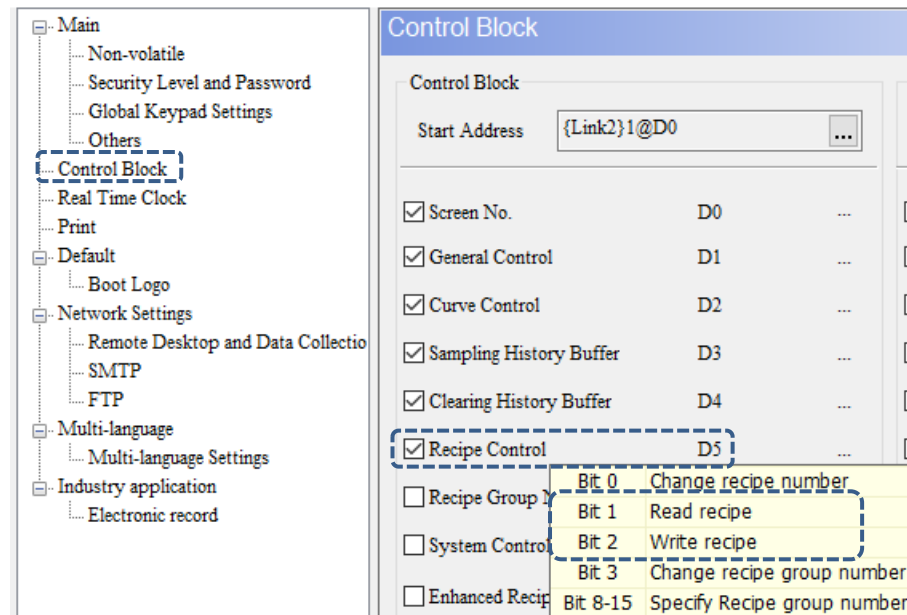 Main
Non-volatile
Security Level and Password
Global Keypad Settings
Others
Control Block
Real Time Clock
Print
Default
Boot Logo
Network Settings
Remote Desktop and Data Collectio
SMTP
FTP
Multi-language
Multi-language Settings
Industry application
Electronic record
Control Block
Control Block
Start Address {Link2}1@D0 ...
Screen No. D0 ...
General Control D1 ...
Curve Control D2 ...
Sampling History Buffer D3 ...
Clearing History Buffer D4 ...
Recipe Control D5 ...
Recipe Group N
System Control
Enhanced Recip
Bit 0 Change recipe number
Bit 1 Read recipe
Bit 2 Write recipe
Bit 3 Change recipe group number
Bit 8-15 Specify Recipe group number